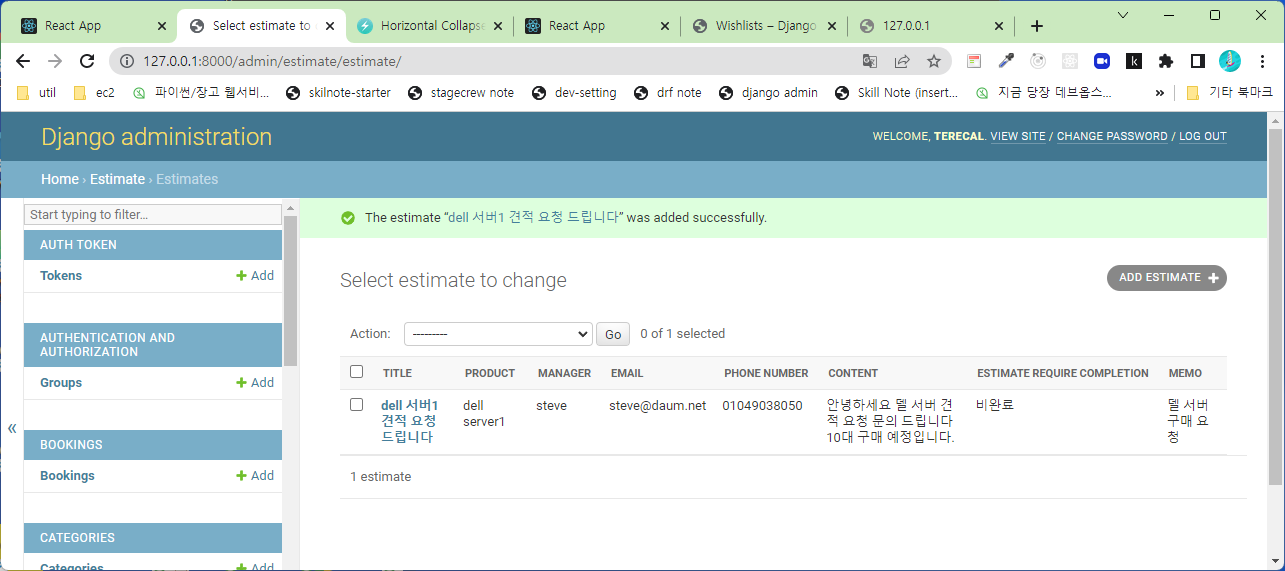 React App
Select estimate to
Horizontal Collapse
React App
Wishlists – Django
127.0.0.1
127.0.0.1:8000/admin/estimate/estimate/
util
ec2
파이썬/장고 웹서비...
skilnote-starter
stagecrew note
dev-setting
drf note
django admin
Skill Note (insert...
지금 당장 데브옵스...
»
기타 북마크
Django administration
WELCOME, TERECAL. VIEW SITE / CHANGE PASSWORD / LOG OUT
Home › Estimate › Estimates
Start typing to filter...
AUTH TOKEN
Tokens
+ Add
AUTHENTICATION AND
AUTHORIZATION
Groups
+ Add
«
BOOKINGS
Bookings
+ Add
CATEGORIES
Categories
+ Add
The estimate “dell 서버1 견적 요청 드립니다” was added successfully.
Select estimate to change
ADD ESTIMATE +
Action:
---------
Go
0 of 1 selected
TITLE
PRODUCT
MANAGER
EMAIL
PHONE NUMBER
CONTENT
ESTIMATE REQUIRE COMPLETION
MEMO
dell 서버1
견적 요청
드립니다
dell
server1
steve
steve@daum.net
01049038050
안녕하세요 델 서버 견
적 요청 문의 드립니다
10대 구매 예정입니다.
비완료
델 서버
구매 요
청
1 estimate